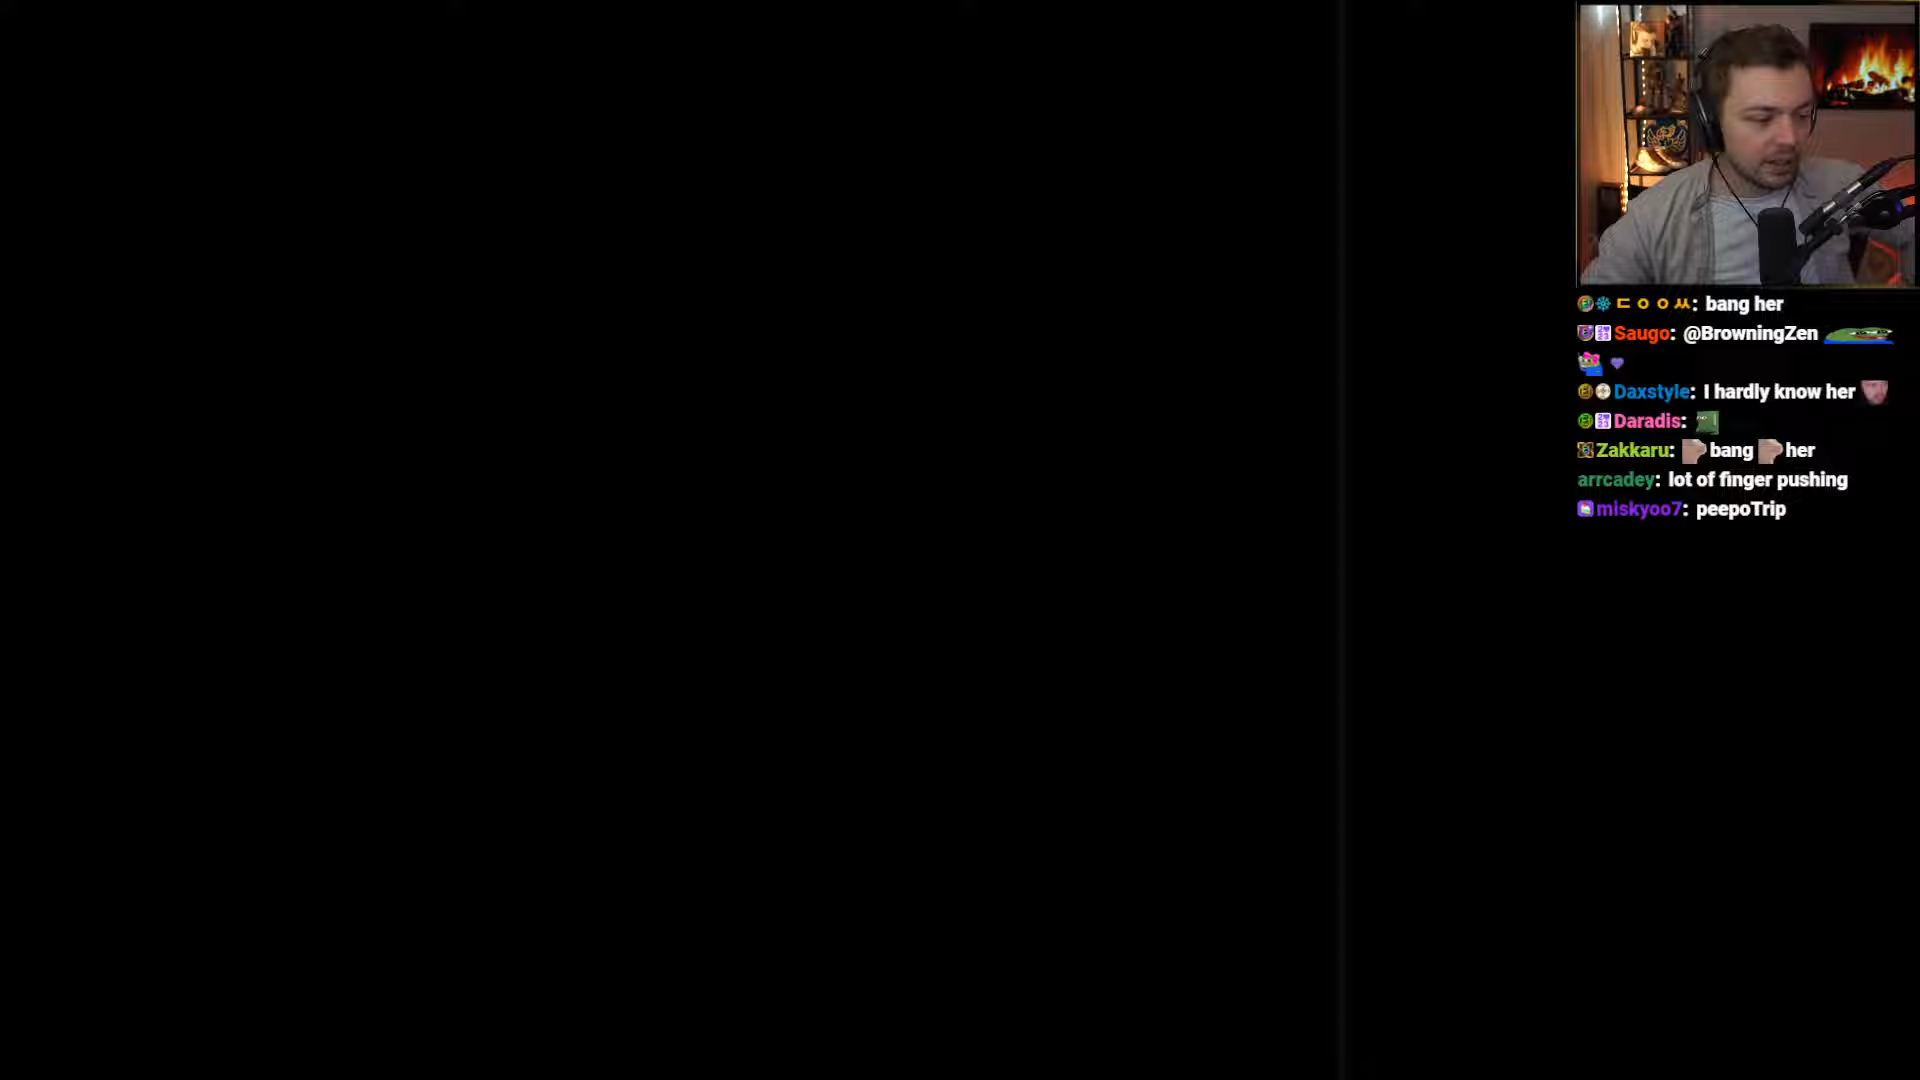 ㄷㅇㅇㅆ: bang her
Saugo: @BrowningZen
Daxstyle: I hardly know her
Daradis:
Zakkaru: bang her
arrcadey: lot of finger pushing
miskyoo7: peepoTrip